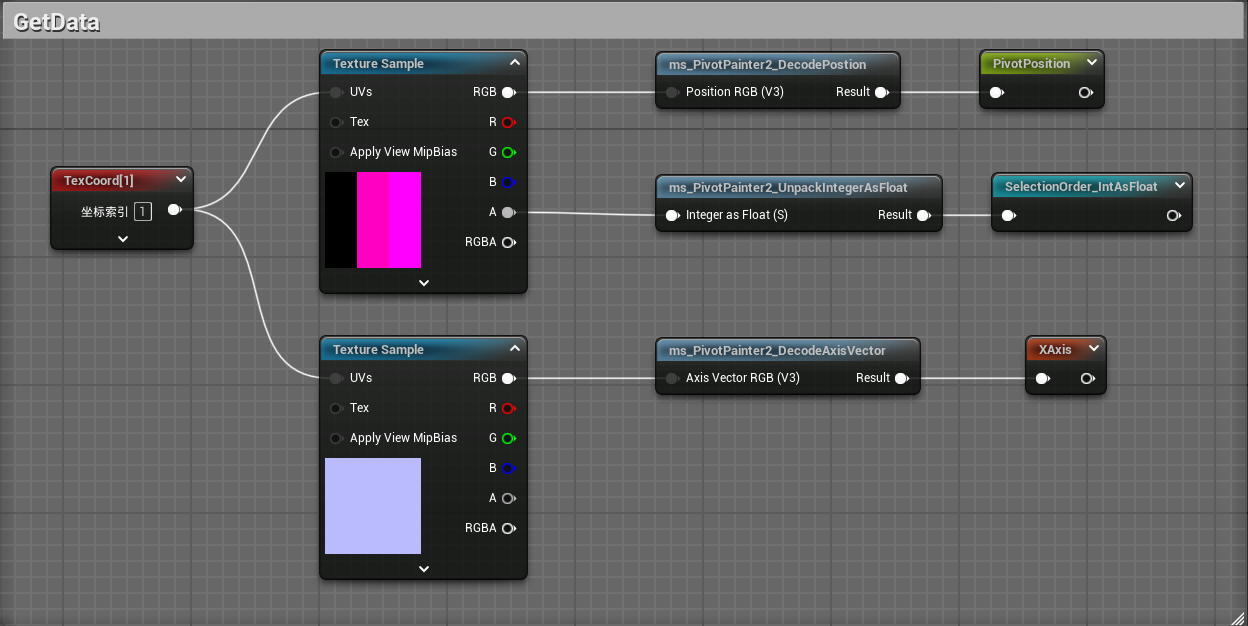 GetData
TexCoord[1]
坐标索引 1
Texture Sample
UVs RGB
Tex R
Apply View MipBias G
B
A
RGBA
ms_PivotPainter2_DecodePostion
Position RGB (V3) Result
PivotPosition
ms_PivotPainter2_UnpackIntegerAsFloat
Integer as Float (S) Result
SelectionOrder_IntAsFloat
Texture Sample
UVs RGB
Tex R
Apply View MipBias G
B
A
RGBA
ms_PivotPainter2_DecodeAxisVector
Axis Vector RGB (V3) Result
XAxis